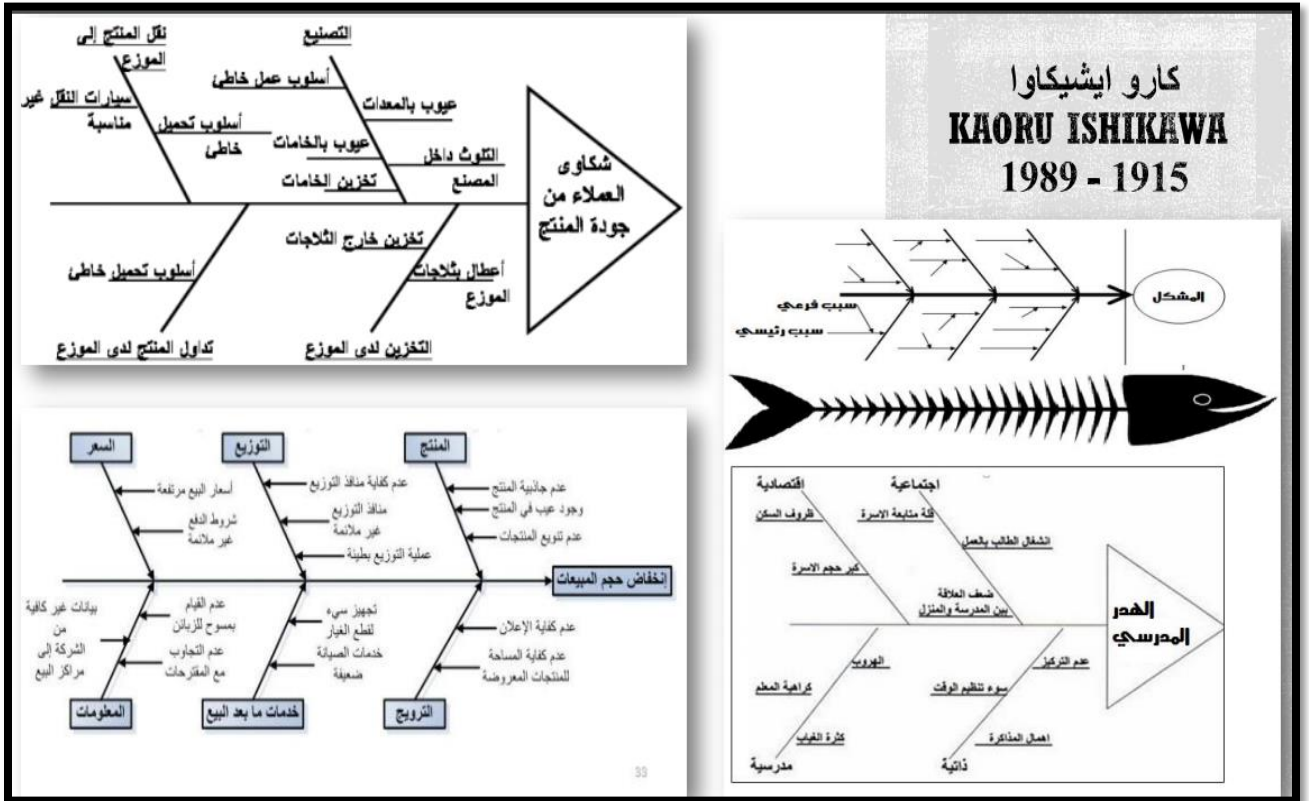 كارو ايشيكاوا
KAORU ISHIKAWA
1989 - 1915
نقل المنتج إلى
الموزع
سيارات النقل غير
مناسبة
أسلوب تحميل
خاطئ
التصنيع
أسلوب عمل خاطئ
عيوب بالمعدات
عيوب بالخامات
التلوث داخل
المصنع
تخزين الخامات
شكاوى
العملاء من
جودة المنتج
تخزين خارج الثلاجات
أعطال بثلاجات
الموزع
التخزين لدى الموزع
أسلوب تحميل خاطئ
تداول المنتج لدى الموزع
المشكل
سبب فرعي
سبب رئيسي
المنتج
عدم جاذبية المنتج
وجود عيب في المنتج
عدم تنويع المنتجات
التوزيع
عدم كفاية منافذ التوزيع
منافذ التوزيع
غير ملائمة
عملية التوزيع بطيئة
السعر
أسعار البيع مرتفعة
شروط الدفع
غير ملائمة
إنخفاض حجم المبيعات
عدم كفاية الإعلان
عدم كفاية المساحة
للمنتجات المعروضة
الترويج
تجهيز سيء
لقطع الغيار
خدمات الصيانة
ضعيفة
خدمات ما بعد البيع
عدم القيام
بمسوح للزبائن
عدم التجاوب
مع المقترحات
بيانات غير كافية
من
الشركة إلى
مراكز البيع
المعلومات
33
اجتماعية
قلة متابعة الاسرة
انشغال الطالب بالعمل
ضعف العلاقة
بين المدرسة والمنزل
اقتصادية
ظروف السكن
كبر حجم الاسرة
الهدر
المدرسي
عدم التركيز
سوء تنظيم الوقت
اهمال المذاكرة
ذاتية
الهروب
كراهية المعلم
كثرة الغياب
مدرسية